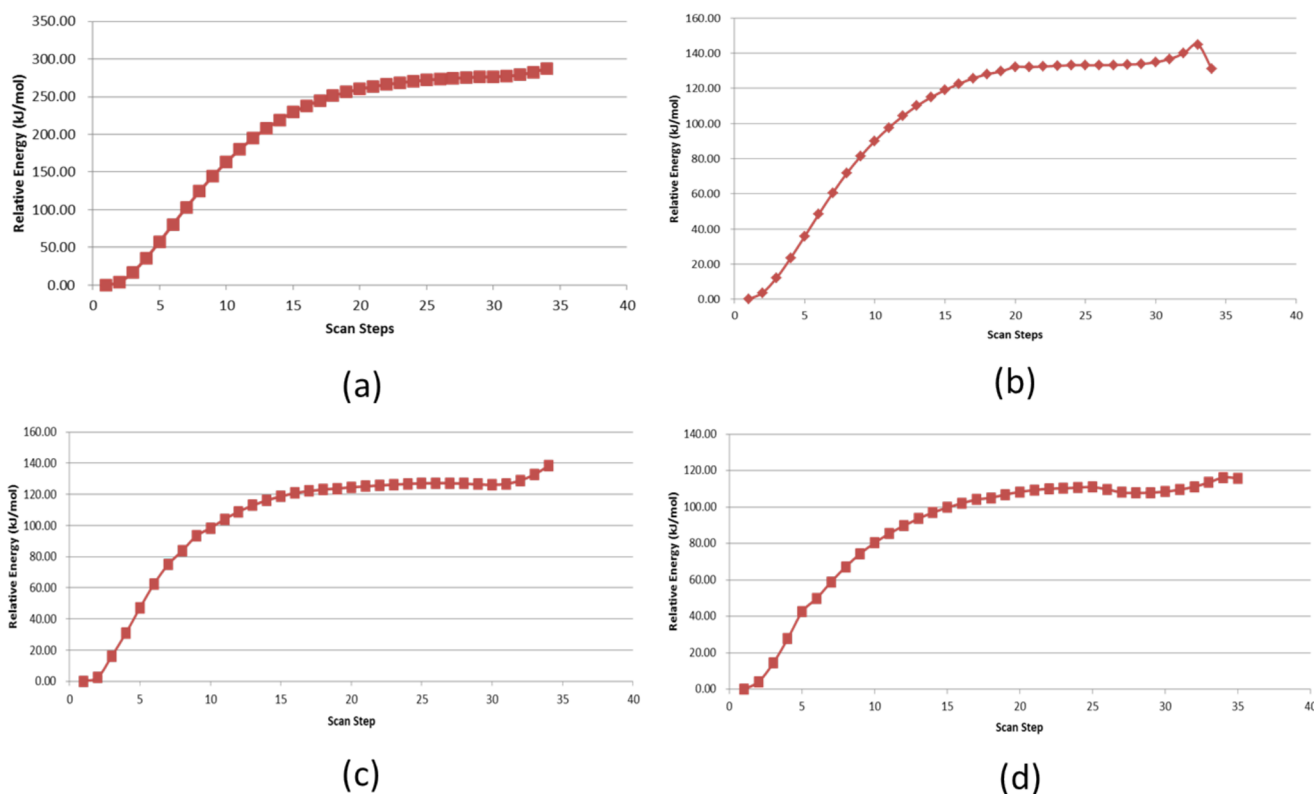 350.00
300.00
250.00
200.00
150.00
100.00
50.00
0.00
Relative Energy (kJ/mol)
0 5 10 15 20 25 30 35 40
Scan Steps
(a)
160.00
140.00
120.00
100.00
80.00
60.00
40.00
20.00
0.00
Relative Energy (kJ/mol)
0 5 10 15 20 25 30 35 40
Scan Steps
(b)
160.00
140.00
120.00
100.00
80.00
60.00
40.00
20.00
0.00
Relative Energy (kJ/mol)
0 5 10 15 20 25 30 35 40
Scan Step
(c)
140.00
120.00
100.00
80.00
60.00
40.00
20.00
0.00
Relative Energy (kJ/mol)
0 5 10 15 20 25 30 35 40
Scan Step
(d)